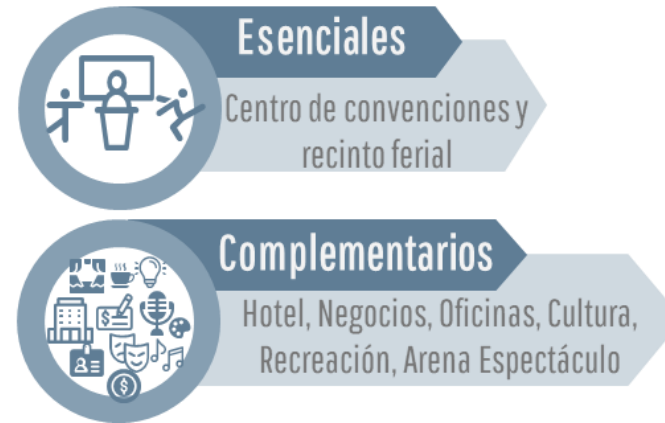 Esenciales
Centro de convenciones y
recinto ferial
Complementarios
Hotel, Negocios, Oficinas, Cultura,
Recreación, Arena Espectáculo